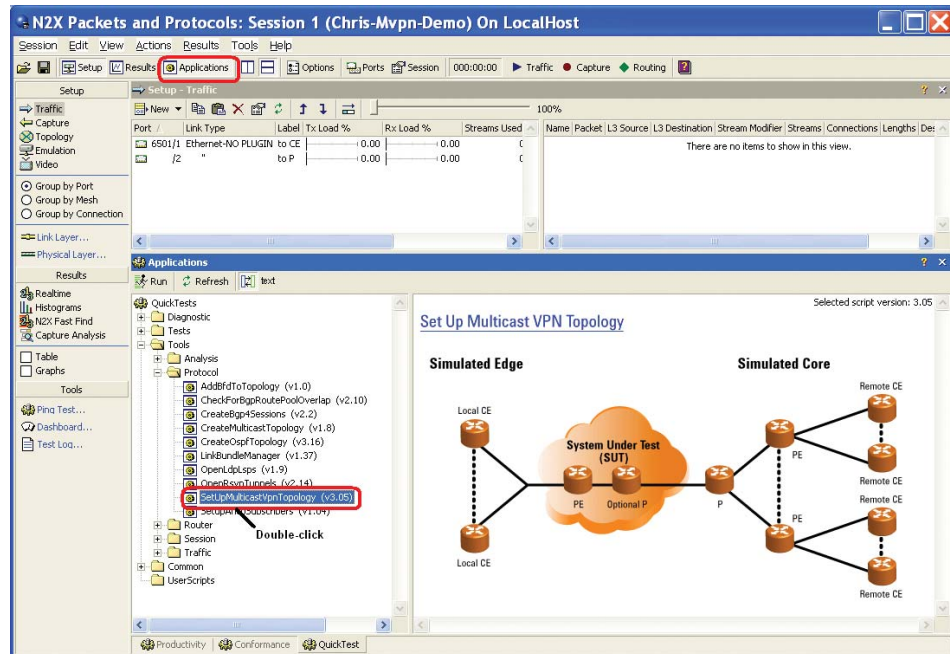 N2X Packets and Protocols: Session 1 (Chris-Mvpn-Demo) On LocalHost
Session Edit View Actions Results Tools Help
Setup Results Applications Options Ports Session 000:00:00 Traffic Capture Routing
Setup
Traffic
Capture
Topology
Emulation
Video
Group by Port
Group by Mesh
Group by Connection
Link Layer...
Physical Layer...
Results
Realtime
Histograms
N2X Fast Find
Capture Analysis
Table
Graphs
Tools
Ping Test...
Dashboard...
Test Log...
Setup - Traffic
New 100%
Port / Link Type Label Tx Load % Rx Load % Streams Used
6501/1 Ethernet-NO PLUGIN to CE 0.00 0.00
/2 " to P 0.00 0.00
Name Packet L3 Source L3 Destination Stream Modifier Streams Connections Lengths Des
There are no items to show in this view.
Applications
Run Refresh text
QuickTests
Diagnostic
Tests
Tools
Analysis
Protocol
AddBfdToTopology (v1.0)
CheckForBgpRoutePoolOverlap (v2.10)
CreateBgp4Sessions (v2.2)
CreateMulticastTopology (v1.8)
CreateOspfTopology (v3.16)
LinkBundleManager (v1.37)
OpenLdpLsps (v1.9)
OpenRsvpTunnels (v2.14)
SetUpMulticastVpnTopology (v3.05)
Double-click
Router
Session
Traffic
Common
UserScripts
Selected script version: 3.05
Set Up Multicast VPN Topology
Simulated Edge
Simulated Core
Local CE
System Under Test
(SUT)
PE
Optional P
Local CE
P
PE
PE
Remote CE
Remote CE
Remote CE
Remote CE
Productivity Conformance QuickTest